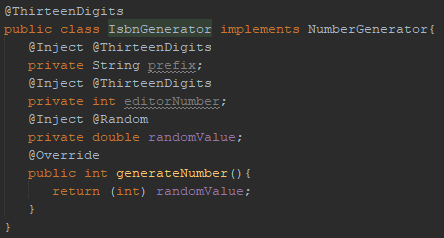 @ThirteenDigits
public class IsbnGenerator implements NumberGenerator{
@Inject @ThirteenDigits
private String prefix;
@Inject @ThirteenDigits
private int editorNumber;
@Inject @Random
private double randomValue;
@Override
public int generateNumber(){
return (int) randomValue;
}
}